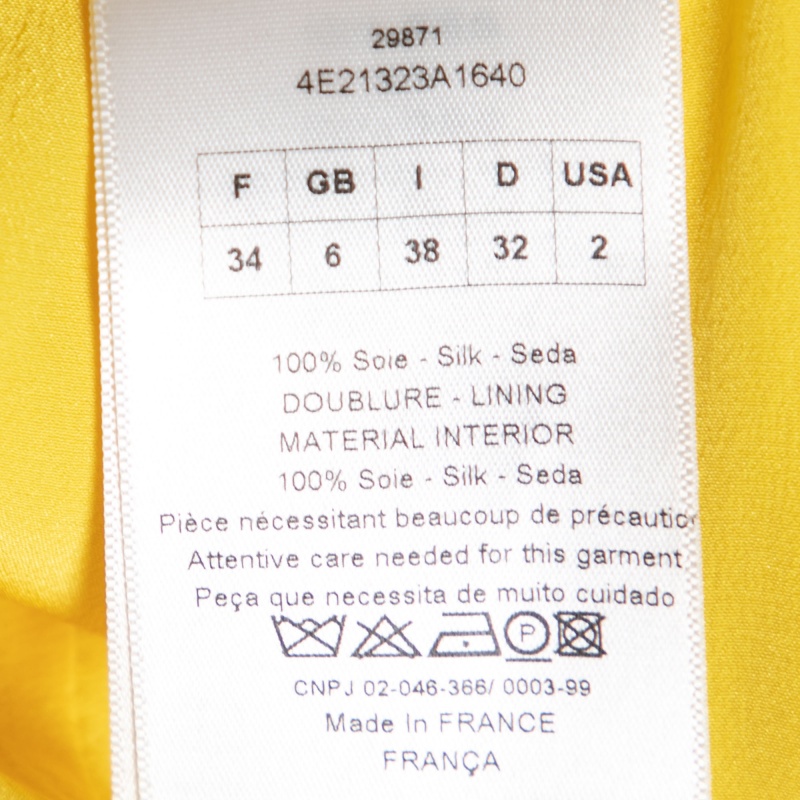 29871
4E21323A1640
F GB I D USA
34 6 38 32 2
100% Soie - Silk - Seda
DOUBLURE - LINING
MATERIAL INTERIOR
100% Soie - Silk - Seda
Pièce nécessitant beaucoup de précautio
Attentive care needed for this garment
Peça que necessita de muito cuidado
P
CNPJ 02-046-366/ 0003-99
Made In FRANCE
FRANÇA